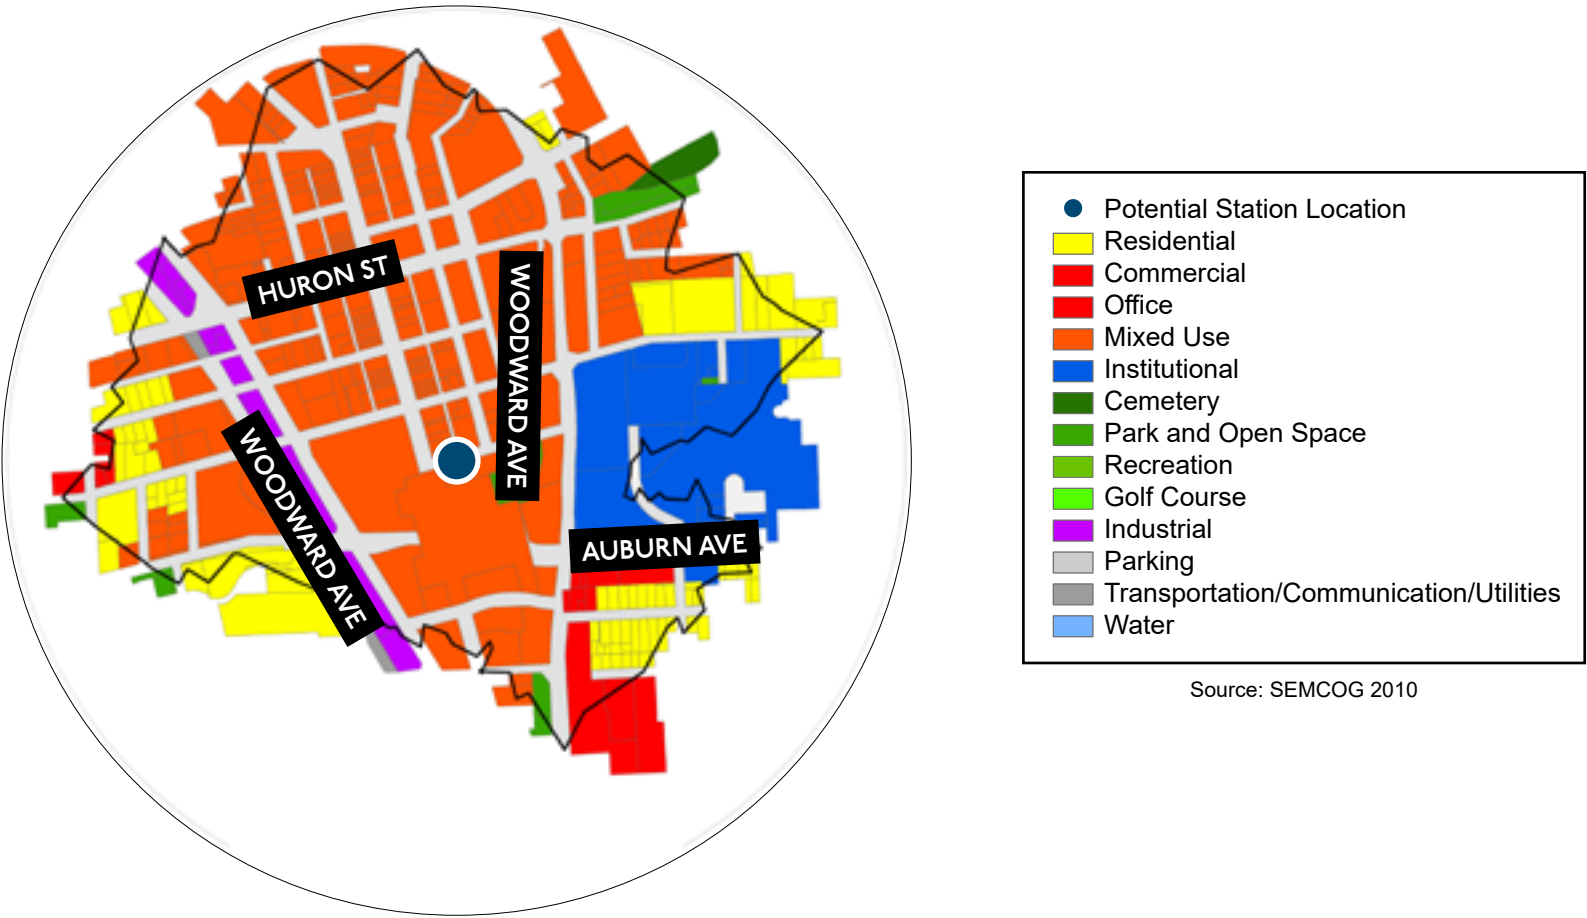 HURON ST
WOODWARD AVE
WOODWARD AVE
AUBURN AVE
Potential Station Location
Residential
Commercial
Office
Mixed Use
Institutional
Cemetery
Park and Open Space
Recreation
Golf Course
Industrial
Parking
Transportation/Communication/Utilities
Water
Source: SEMCOG 2010